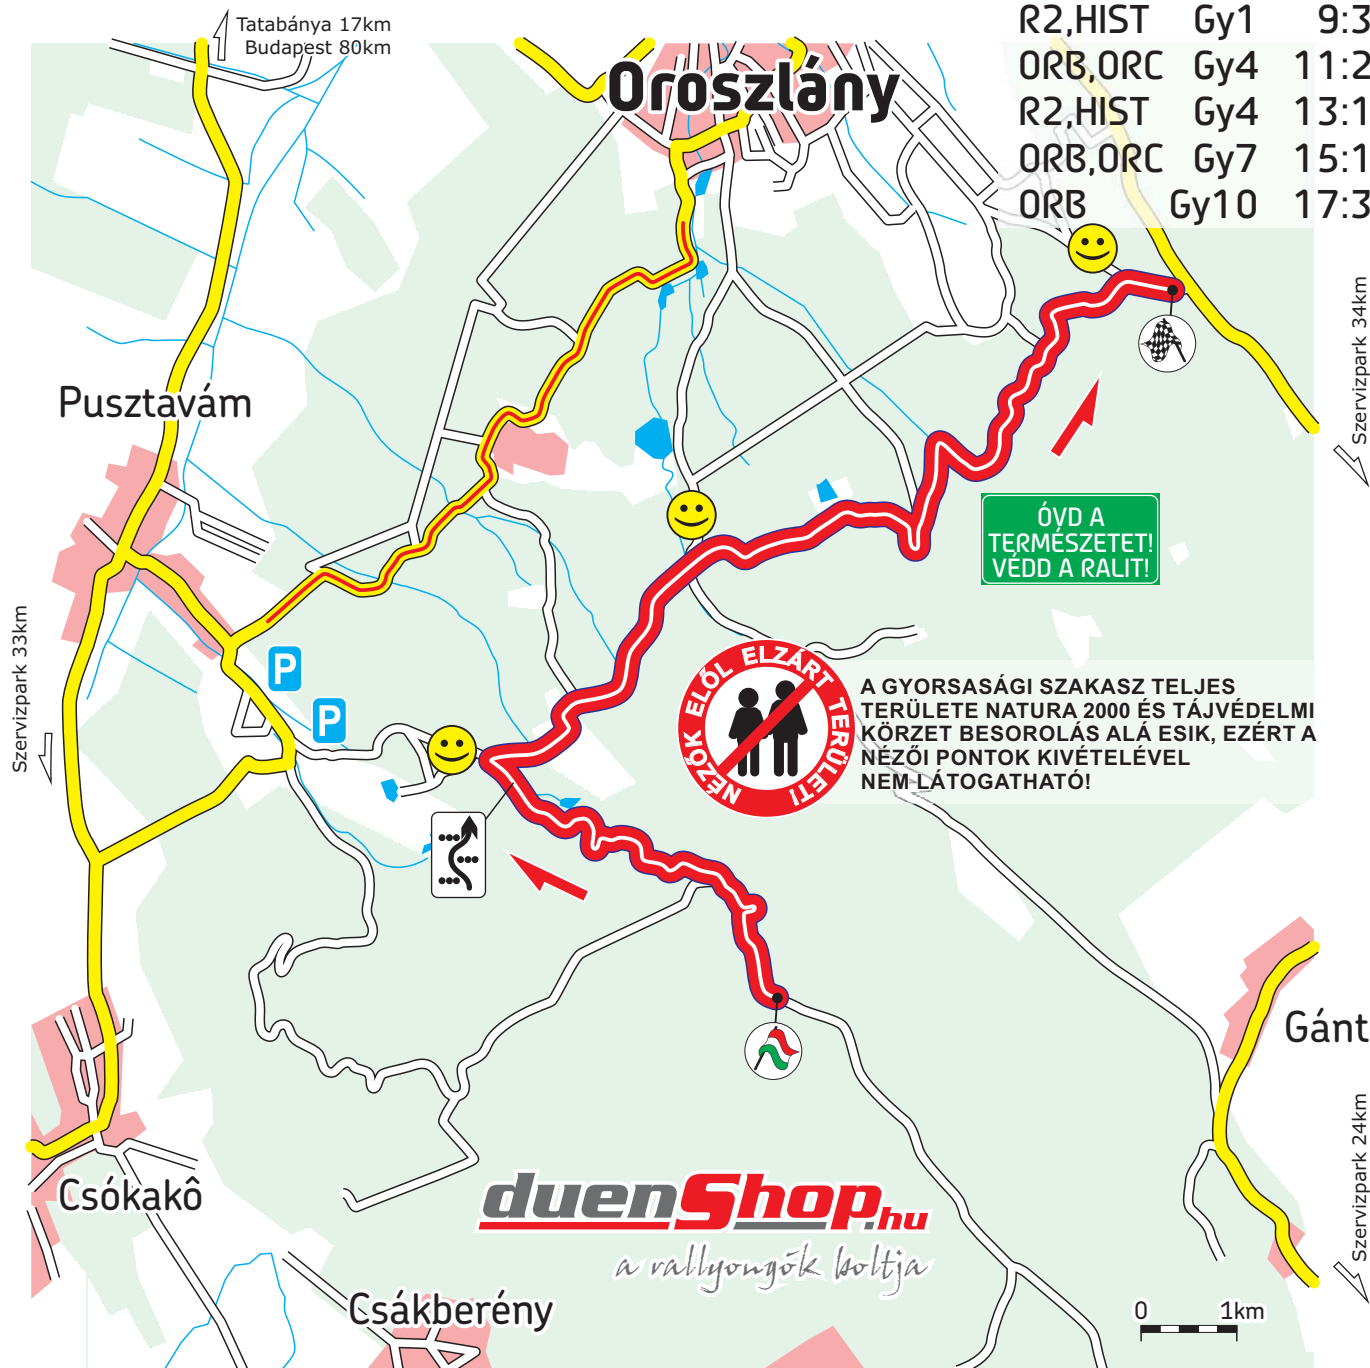 Tatabánya 17km
Budapest 80km
R2,HIST Gy1 9:3
ORB,ORC Gy4 11:2
R2,HIST Gy4 13:1
ORB,ORC Gy7 15:1
ORB Gy10 17:3
Oroszlány
Szervizpark 34km
Pusztavám
ÓVD A
TERMÉSZETET!
VÉDD A RALIT!
Szervizpark 33km
P
P
NÉZŐK ELŐL ELZÁRT TERÜLET!
A GYORSASÁGI SZAKASZ TELJES
TERÜLETE NATURA 2000 ÉS TÁJVÉDELMI
KÖRZET BESOROLÁS ALÁ ESIK, EZÉRT A
NÉZŐI PONTOK KIVÉTELÉVEL
NEM LÁTOGATHATÓ!
Gánt
Szervizpark 24km
Csókakô
duenShop.hu
a rallyongók boltja
Csákberény
0 1km